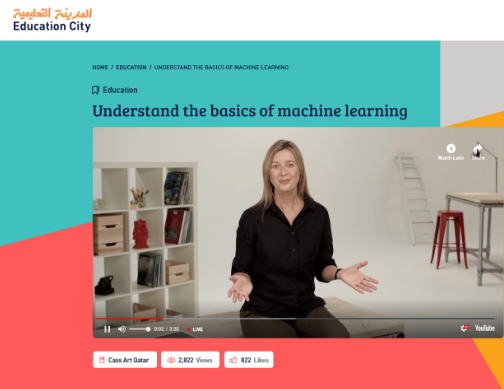 المدينة التعليمية
Education City
HOME / EDUCATION / UNDERSTAND THE BASICS OF MACHINE LEARNING
Education
Understand the basics of machine learning
Watch Later
Share
0:02 / 3:28
LIVE
YouTube
Cass Art Qatar
2,822 Views
822 Likes